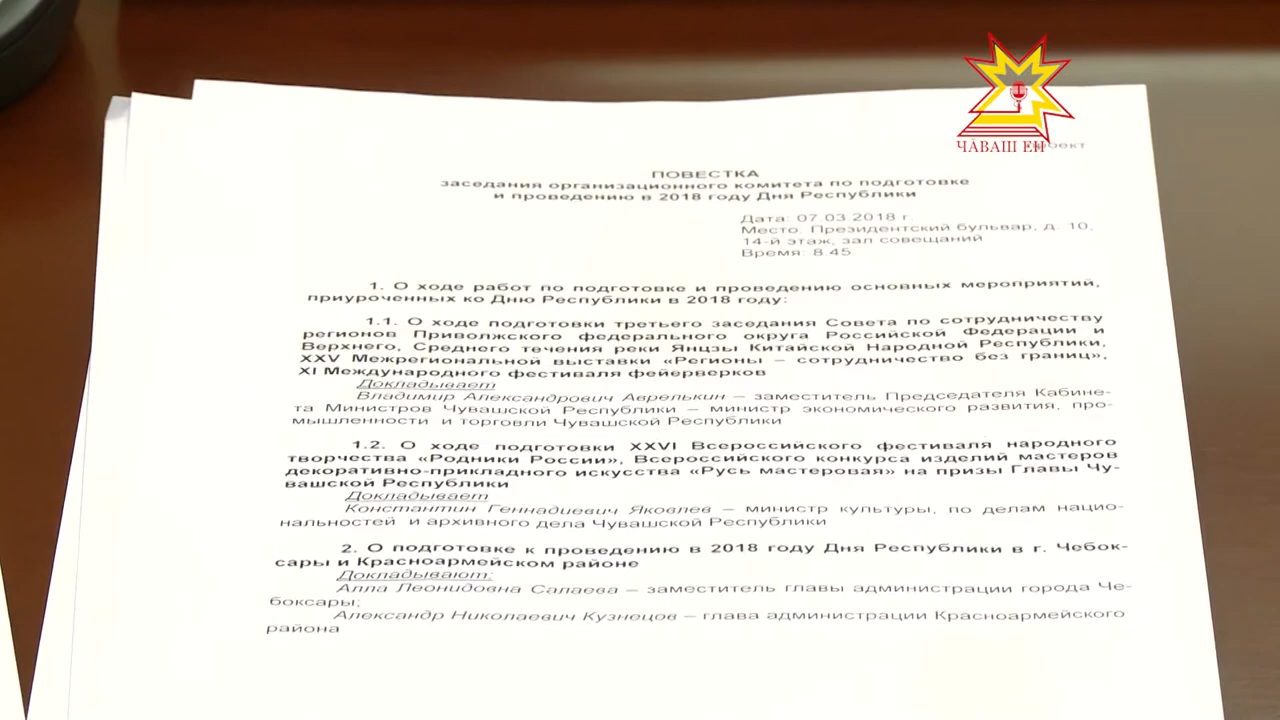 ЧӐВАШ ЕН
ПОВЕСТКА
заседания организационного комитета по подготовке
и проведению в 2018 году Дня Республики
Дата: 07.03.2018 г.
Место: Президентский бульвар, д. 10,
14-й этаж, зал совещаний
Время: 8.45
1. О ходе работ по подготовке и проведению основных мероприятий,
приуроченных ко Дню Республики в 2018 году:
1.1. О ходе подготовки третьего заседания Совета по сотрудничеству
регионов Приволжского федерального округа Российской Федерации и
Верхнего, Среднего течения реки Янцзы Китайской Народной Республики,
XXV Межрегиональной выставки «Регионы – сотрудничество без границ»,
XI Международного фестиваля фейерверков
Докладывает
Владимир Александрович Аврелькин – заместитель Председателя Кабине-
та Министров Чувашской Республики – министр экономического развития, про-
мышленности и торговли Чувашской Республики
1.2. О ходе подготовки XXVI Всероссийского фестиваля народного
творчества «Родники России», Всероссийского конкурса изделий мастеров
декоративно-прикладного искусства «Русь мастеровая» на призы Главы Чу-
вашской Республики
Докладывает
Константин Геннадиевич Яковлев – министр культуры, по делам нацио-
нальностей и архивного дела Чувашской Республики
2. О подготовке к проведению в 2018 году Дня Республики в г. Чебок-
сары и Красноармейском районе
Докладывают:
Алла Леонидовна Салаева – заместитель главы администрации города Че-
боксары;
Александр Николаевич Кузнецов – глава администрации Красноармейского
района